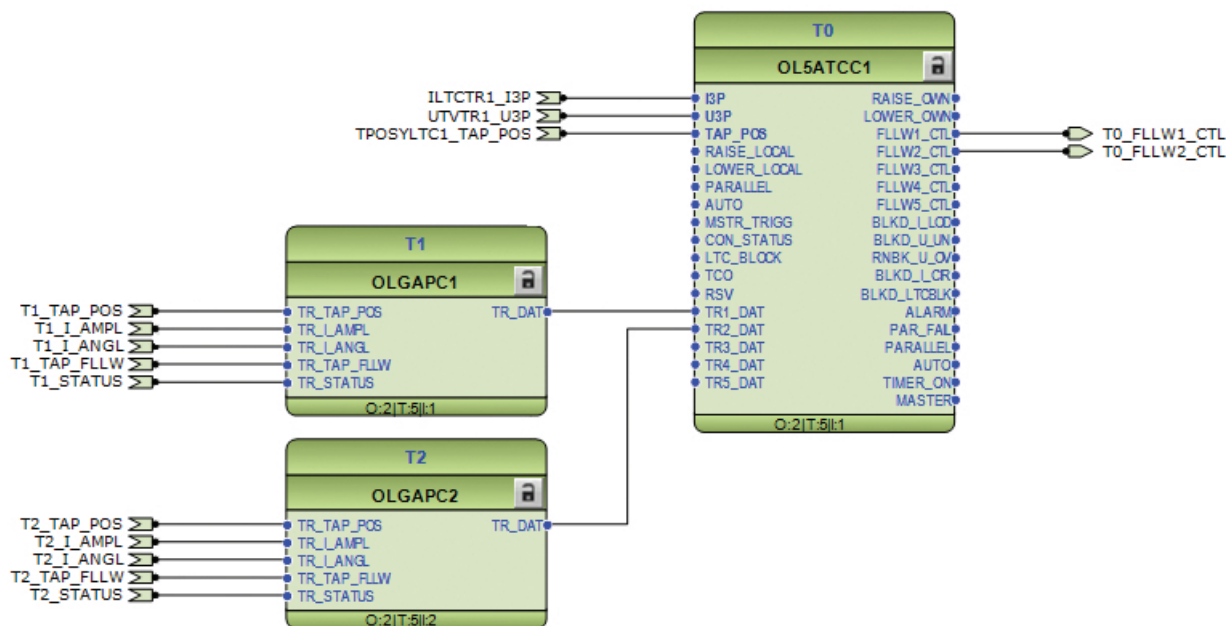 T0
OL5ATCC1
ILTCTR1_I3P
UTVTR1_U3P
TPOSYLTC1_TAP_POS
I3P
U3P
TAP_POS
RAISE_LOCAL
LOWER_LOCAL
PARALLEL
AUTO
MSTR_TRIGG
CON_STATUS
LTC_BLOCK
TCO
RSV
TR1_DAT
TR2_DAT
TR3_DAT
TR4_DAT
TR5_DAT
RAISE_OWN
LOWER_OWN
FLLW1_CTL
FLLW2_CTL
FLLW3_CTL
FLLW4_CTL
FLLW5_CTL
BLKD_I_LOD
BLKD_U_UN
RNBK_U_OV
BLKD_I_CIR
BLKD_LTCBLK
ALARM
PAR_FAIL
PARALLEL
AUTO
TIMER_ON
MASTER
O:2|T:5|I:1
T0_FLLW1_CTL
T0_FLLW2_CTL
T1
OLGAPC1
T1_TAP_POS
T1_I_AMPL
T1_I_ANGL
T1_TAP_FLLW
T1_STATUS
TR_TAP_POS
TR_I_AMPL
TR_I_ANGL
TR_TAP_FLLW
TR_STATUS
TR_DAT
O:2|T:5|I:1
T2
OLGAPC2
T2_TAP_POS
T2_I_AMPL
T2_I_ANGL
T2_TAP_FLLW
T2_STATUS
TR_TAP_POS
TR_I_AMPL
TR_I_ANGL
TR_TAP_FLLW
TR_STATUS
TR_DAT
O:2|T:5|I:2